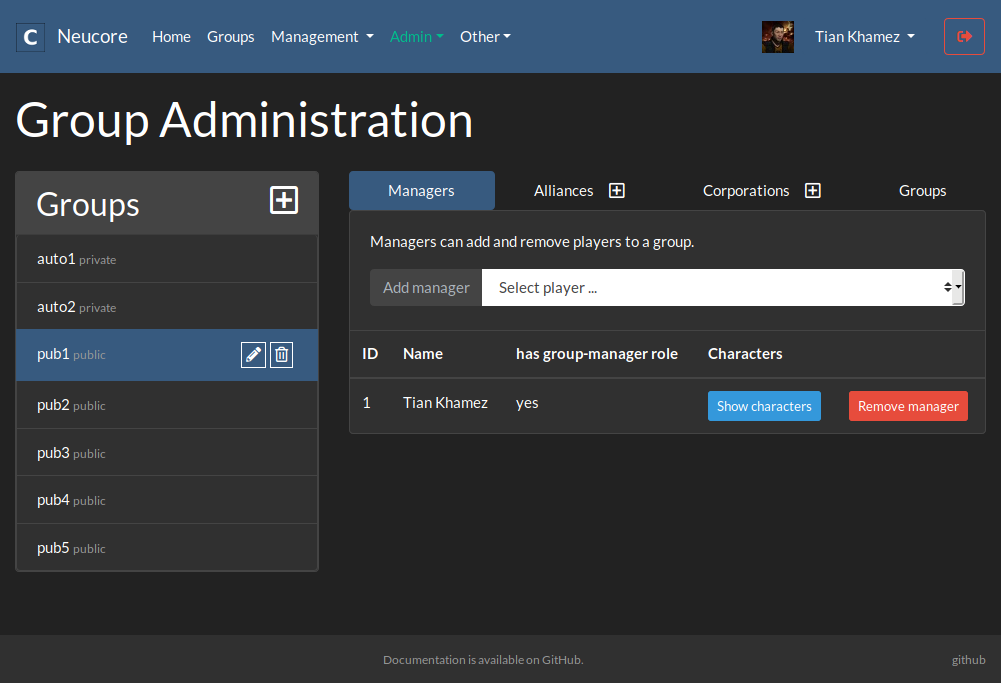 C Neucore Home Groups Management Admin Other Tian Khamez
Group Administration
Groups
auto1 private
auto2 private
pub1 public
pub2 public
pub3 public
pub4 public
pub5 public
Managers Alliances Corporations Groups
Managers can add and remove players to a group.
Add manager Select player ...
ID Name has group-manager role Characters
1 Tian Khamez yes Show characters Remove manager
Documentation is available on GitHub. github